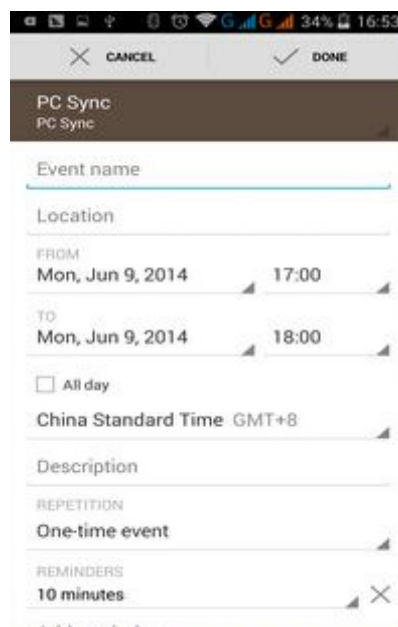 G G 34% 16:53
CANCEL DONE
PC Sync
PC Sync
Event name
Location
FROM
Mon, Jun 9, 2014 17:00
TO
Mon, Jun 9, 2014 18:00
All day
China Standard Time GMT+8
Description
REPETITION
One-time event
REMINDERS
10 minutes